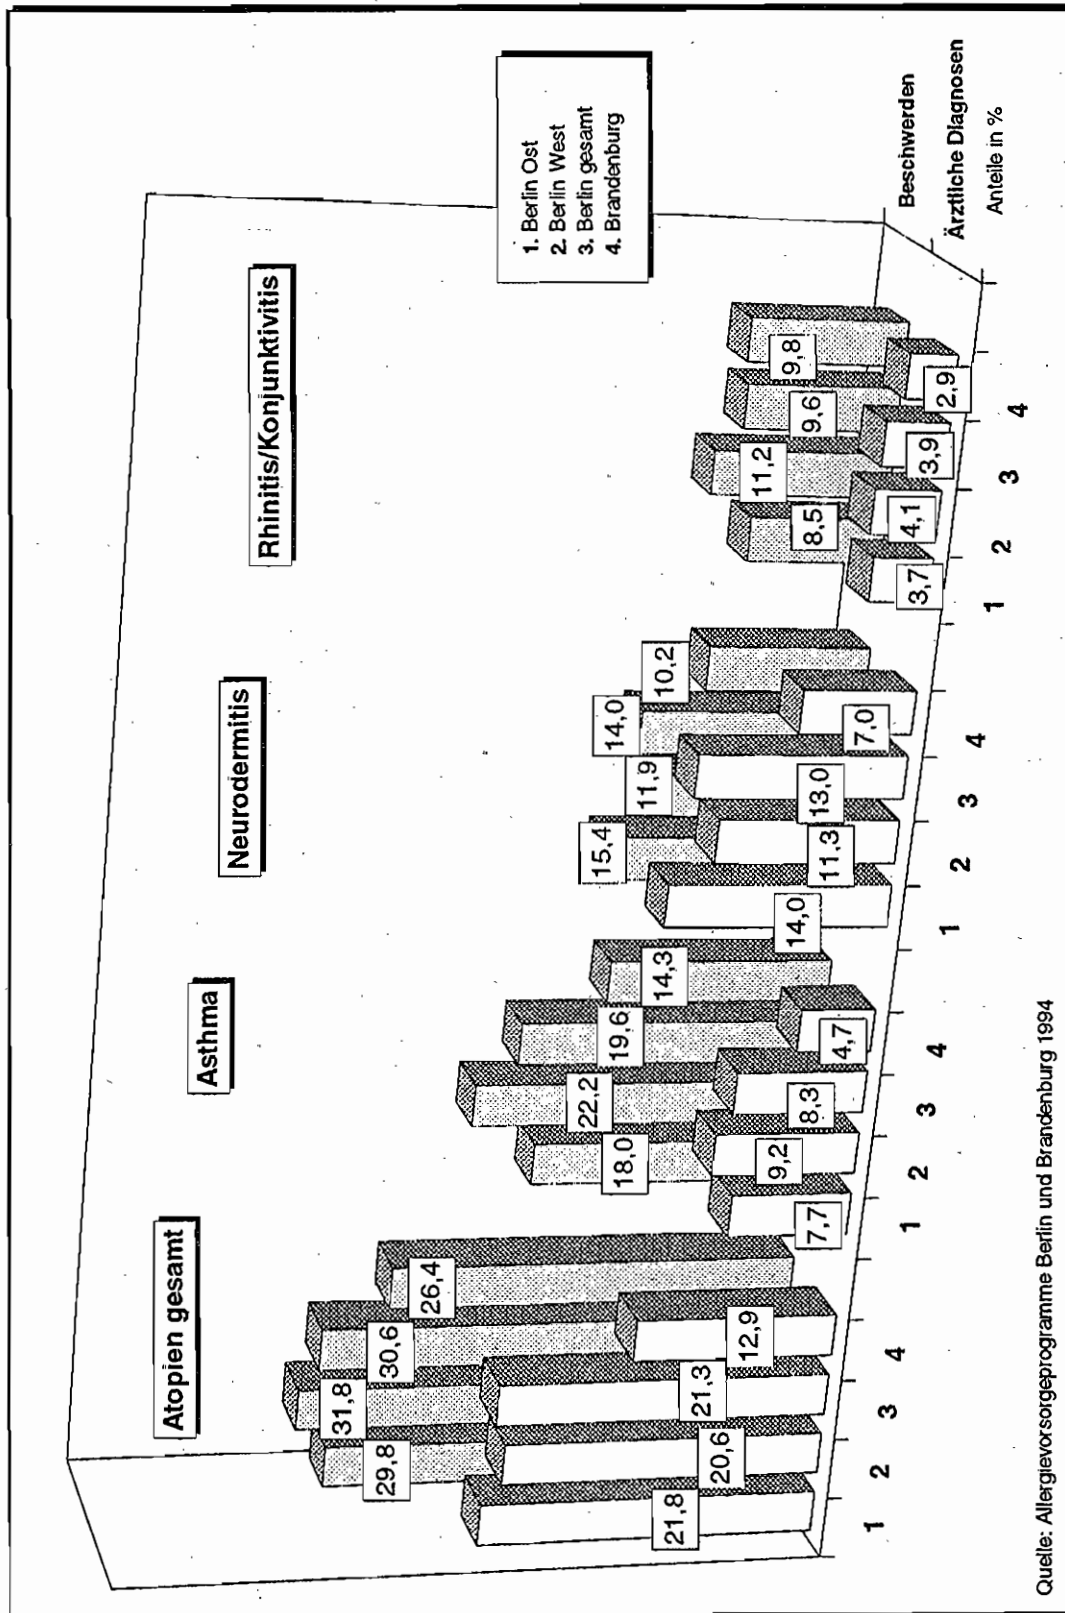 Atopien gesamt
Asthma
Neurodermitis
Rhinitis/Konjunktivitis
1. Berlin Ost
2. Berlin West
3. Berlin gesamt
4. Brandenburg
29,8
31,8
30,6
26,4
18,0
22,2
19,6
14,3
15,4
11,9
14,0
10,2
8,5
11,2
9,6
9,8
21,8
20,6
21,3
12,9
7,7
9,2
8,3
4,7
14,0
11,3
13,0
7,0
3,7
4,1
3,9
2,9
1 2 3 4
1 2 3 4
1 2 3 4
1 2 3 4
Beschwerden
Ärztliche Diagnosen
Anteile in %
Quelle: Allergievorsorgeprogramme Berlin und Brandenburg 1994